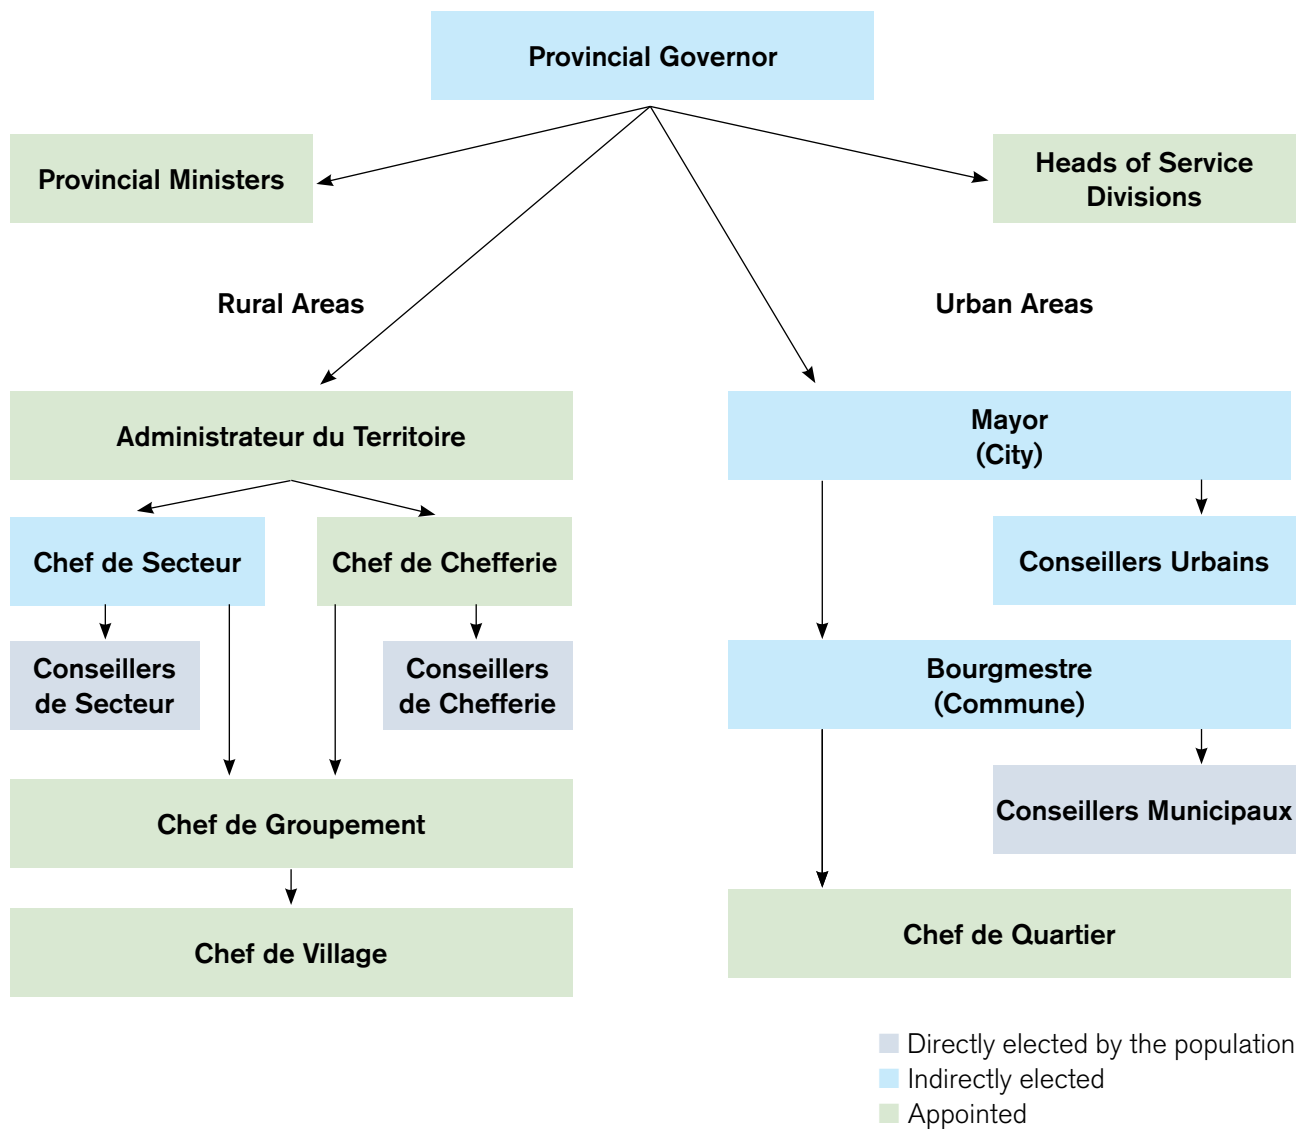 Provincial Governor
Provincial Ministers
Heads of Service
Divisions
Rural Areas
Urban Areas
Administrateur du Territoire
Mayor
(City)
Chef de Secteur
Chef de Chefferie
Conseillers Urbains
Conseillers
de Secteur
Conseillers
de Chefferie
Bourgmestre
(Commune)
Conseillers Municipaux
Chef de Groupement
Chef de Quartier
Chef de Village
Directly elected by the population
Indirectly elected
Appointed